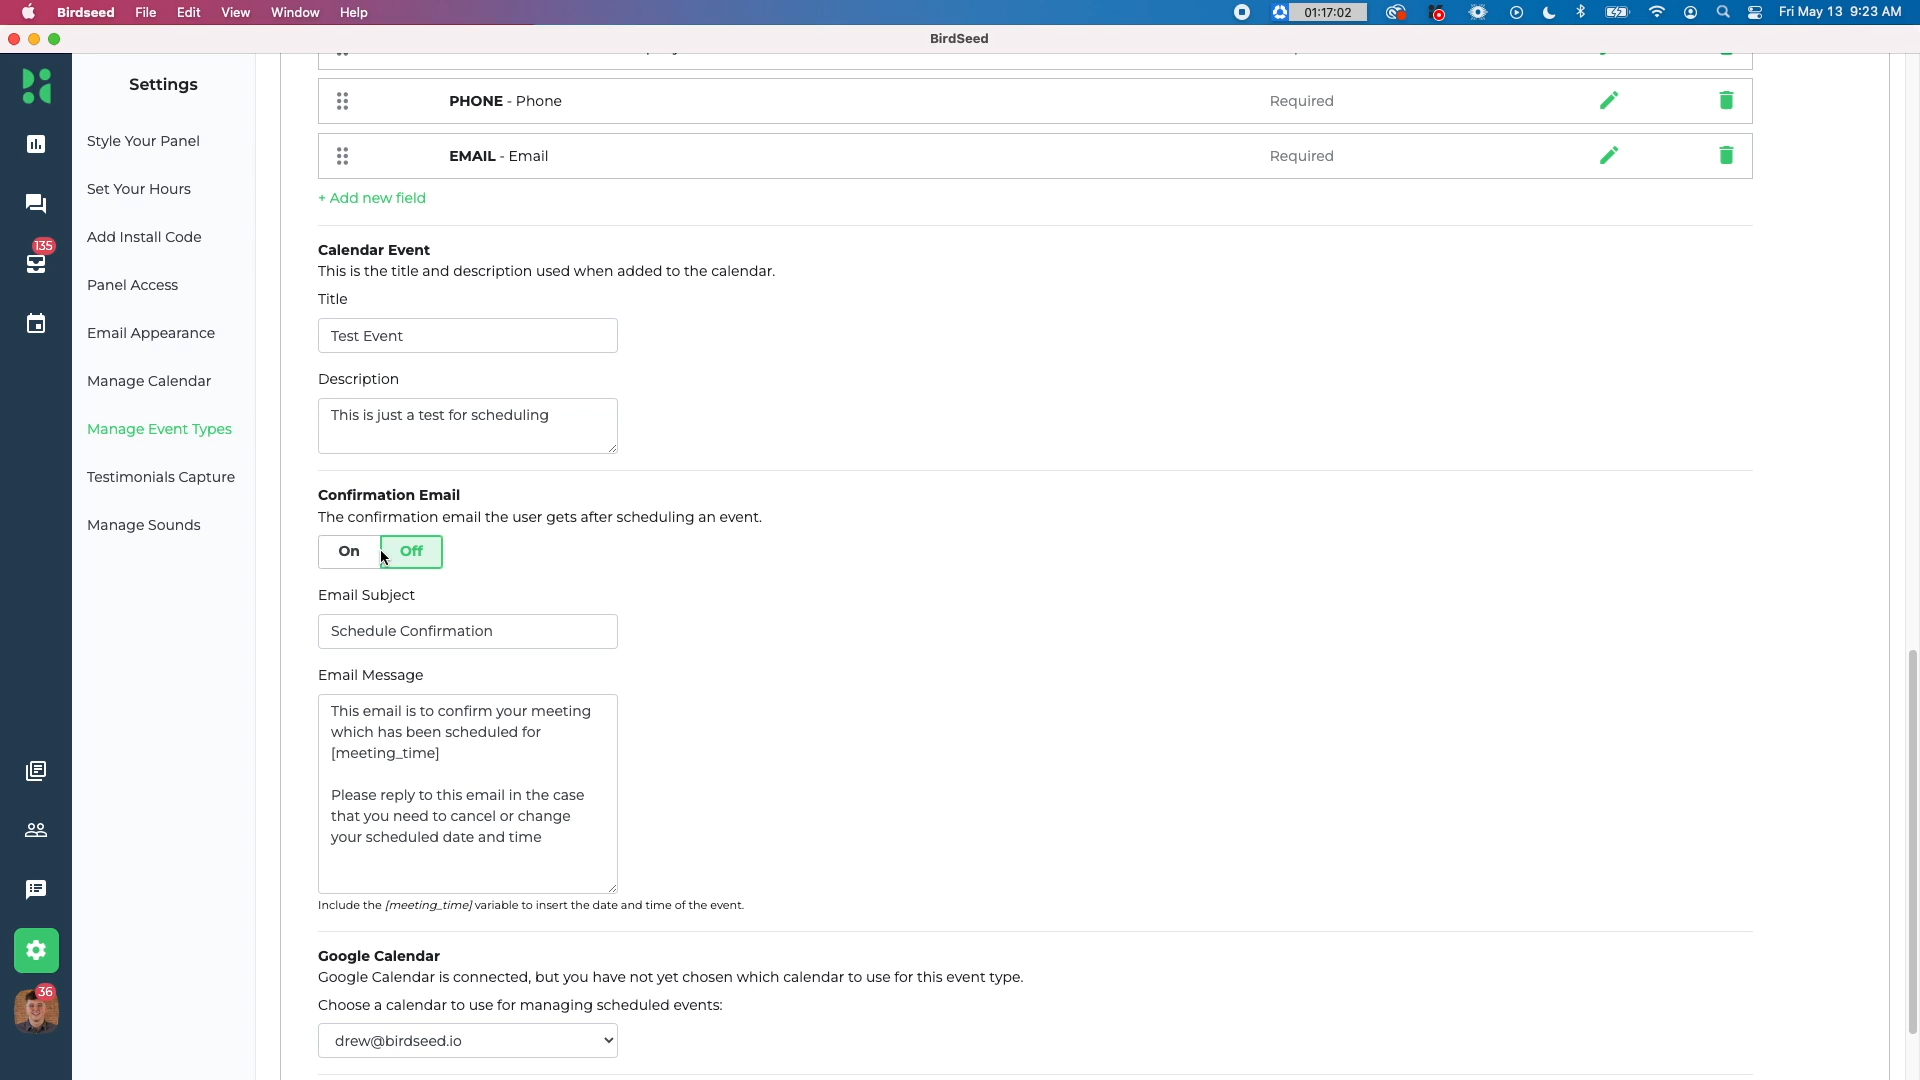 Birdseed File Edit View Window Help 01:17:02 Fri May 13 9:23 AM
BirdSeed
Settings
Style Your Panel
Set Your Hours
Add Install Code
Panel Access
Email Appearance
Manage Calendar
Manage Event Types
Testimonials Capture
Manage Sounds
135
36
PHONE - Phone Required
EMAIL - Email Required
+ Add new field
Calendar Event
This is the title and description used when added to the calendar.
Title
Test Event
Description
This is just a test for scheduling
Confirmation Email
The confirmation email the user gets after scheduling an event.
On Off
Email Subject
Schedule Confirmation
Email Message
This email is to confirm your meeting
which has been scheduled for
[meeting_time]
Please reply to this email in the case
that you need to cancel or change
your scheduled date and time
Include the [meeting_time] variable to insert the date and time of the event.
Google Calendar
Google Calendar is connected, but you have not yet chosen which calendar to use for this event type.
Choose a calendar to use for managing scheduled events:
drew@birdseed.io